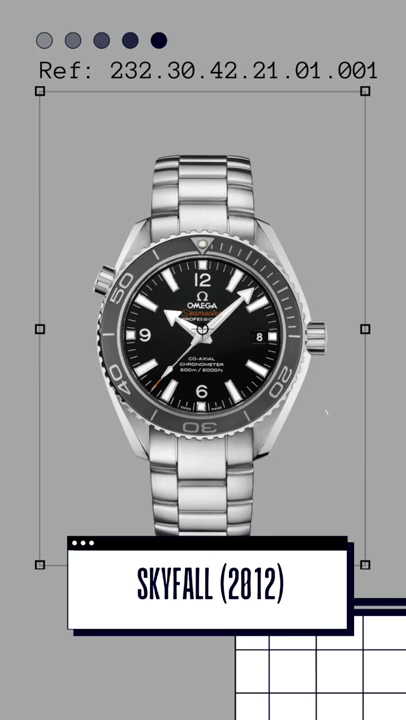 Ref: 232.30.42.21.01.001
12
50
Ω
OMEGA
Seamaster
PROFESSIONAL
9
8
CO-AXIAL
CHRONOMETER
600m / 2000ft
40
20
6
30
SKYFALL (2012)